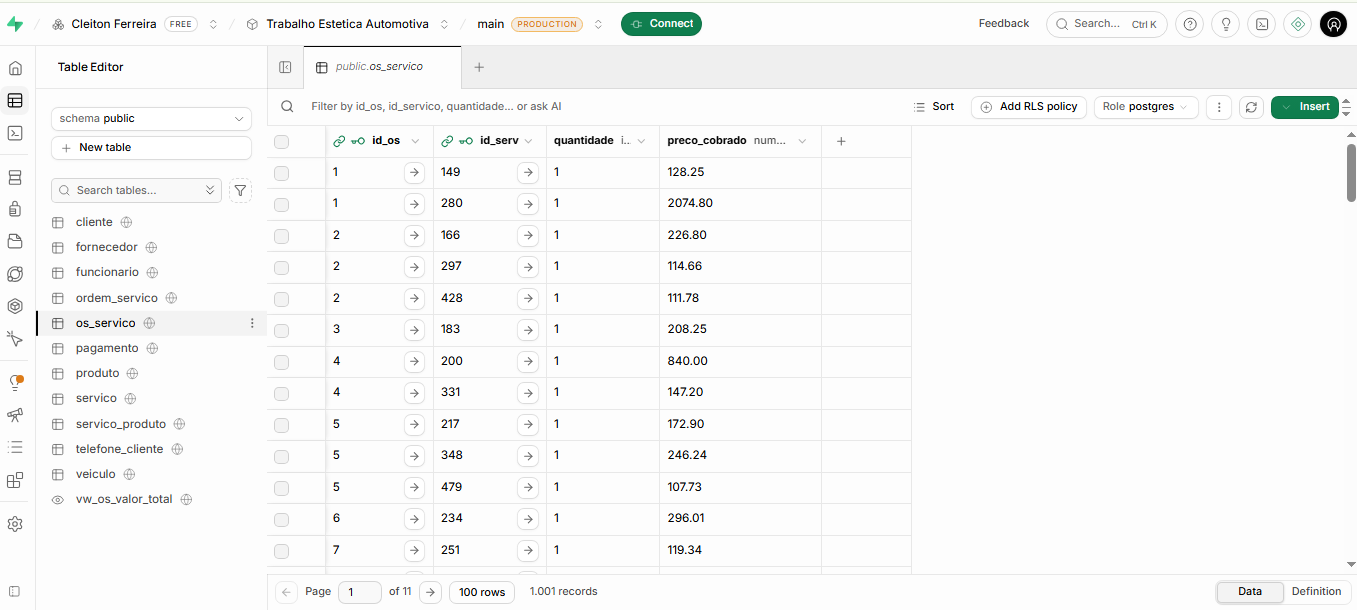 Cleiton Ferreira FREE / Trabalho Estetica Automotiva / main PRODUCTION Connect Feedback Search... Ctrl K
Table Editor
public.os_servico
schema public
New table
Search tables...
cliente
fornecedor
funcionario
ordem_servico
os_servico
pagamento
produto
servico
servico_produto
telefone_cliente
veiculo
vw_os_valor_total
Filter by id_os, id_servico, quantidade... or ask AI Sort Add RLS policy Role postgres Insert
id_os id_serv quantidade i... preco_cobrado num...
1 149 1 128.25
1 280 1 2074.80
2 166 1 226.80
2 297 1 114.66
2 428 1 111.78
3 183 1 208.25
4 200 1 840.00
4 331 1 147.20
5 217 1 172.90
5 348 1 246.24
5 479 1 107.73
6 234 1 296.01
7 251 1 119.34
Page 1 of 11 100 rows 1.001 records Data Definition